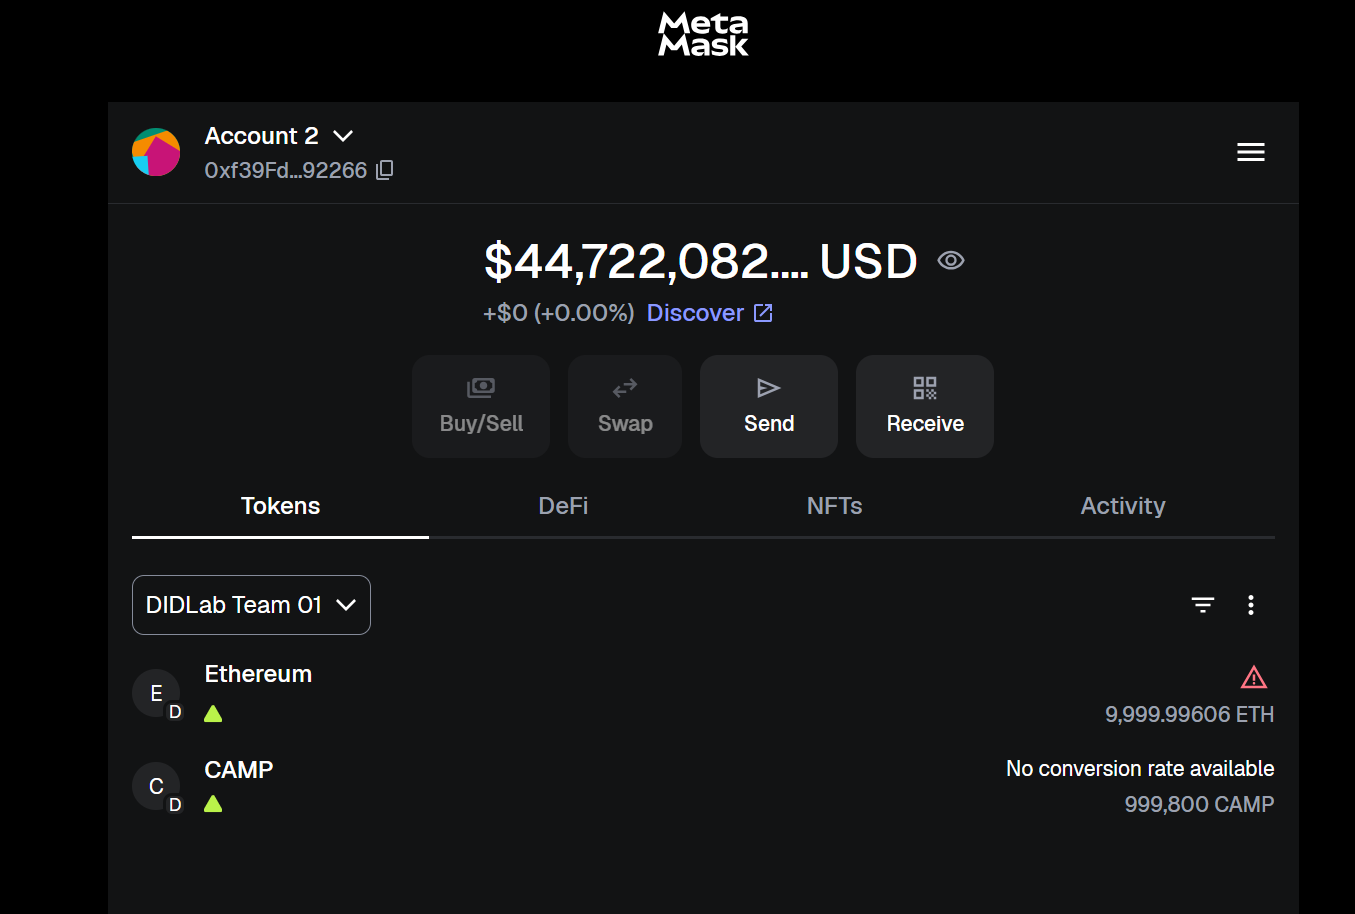 Meta
Mask
Account 2
0xf39Fd...92266
$44,722,082.... USD
+$0 (+0.00%) Discover
Buy/Sell
Swap
Send
Receive
Tokens
DeFi
NFTs
Activity
DIDLab Team 01
E
D
Ethereum
9,999.99606 ETH
C
D
CAMP
No conversion rate available
999,800 CAMP